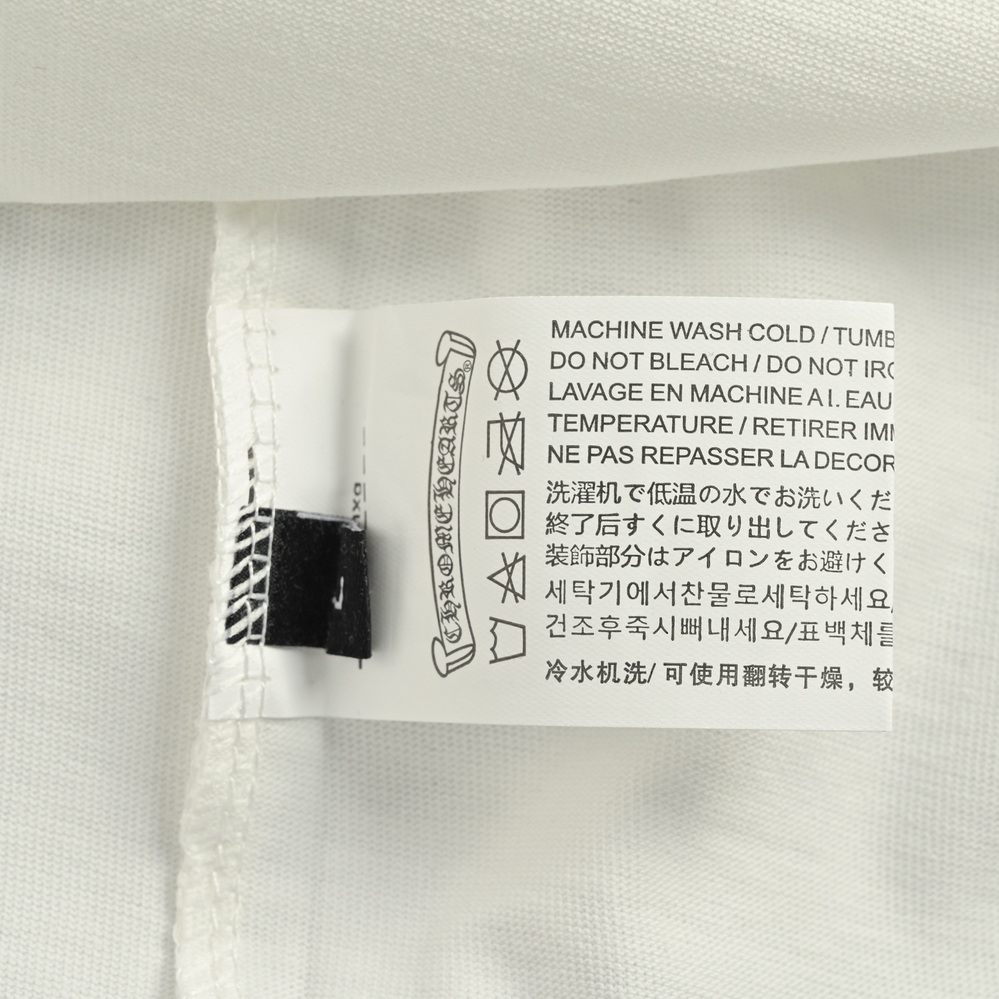 CHROME HEARTS®
MACHINE WASH COLD / TUMB
DO NOT BLEACH / DO NOT IRO
LAVAGE EN MACHINE A I. EAU
TEMPERATURE / RETIRER IMM
NE PAS REPASSER LA DECOR
洗濯机で低温の水でお洗いくだ
終了后すくに取り出してくださ
装飾部分はアイロンをお避けく
세탁기에서찬물로세탁하세요/
건조후죽시뻐내세요/표백체를
冷水机洗/ 可使用翻转干燥，较